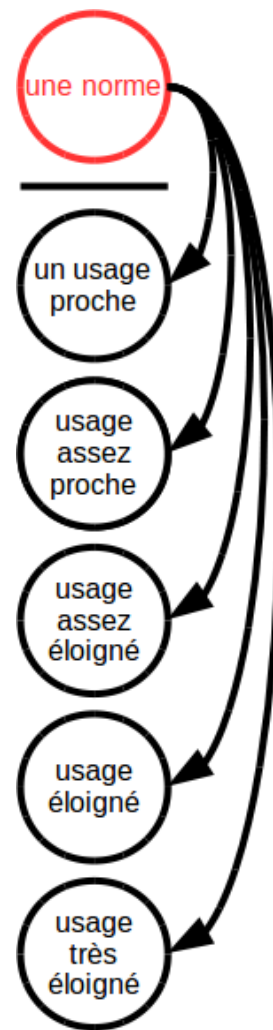 une norme
un usage
proche
usage
assez
proche
usage
assez
éloigné
usage
éloigné
usage
très
éloigné